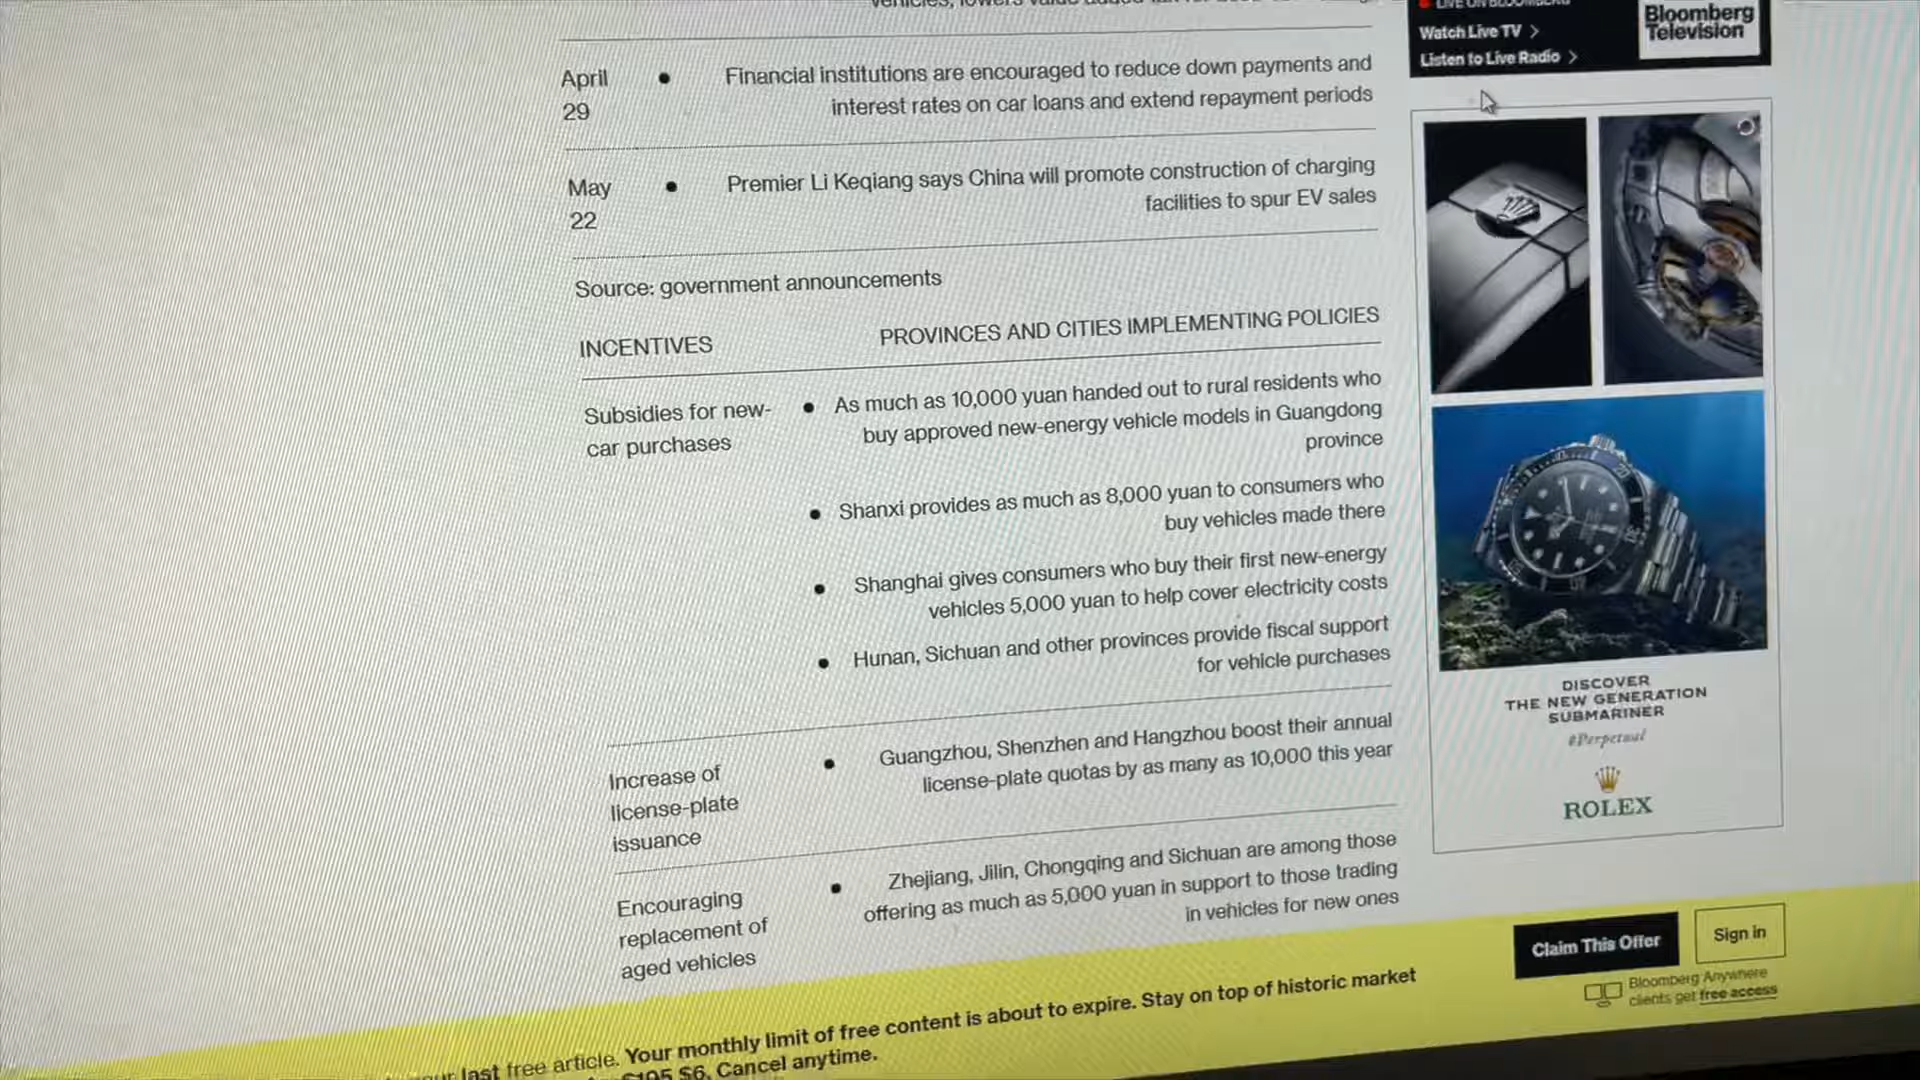 vehicles, lowers value-added tax for
April
29
Financial institutions are encouraged to reduce down payments and
interest rates on car loans and extend repayment periods
May
22
Premier Li Keqiang says China will promote construction of charging
facilities to spur EV sales
Source: government announcements
INCENTIVES
PROVINCES AND CITIES IMPLEMENTING POLICIES
Subsidies for new-
car purchases
As much as 10,000 yuan handed out to rural residents who
buy approved new-energy vehicle models in Guangdong
province
Shanxi provides as much as 8,000 yuan to consumers who
buy vehicles made there
Shanghai gives consumers who buy their first new-energy
vehicles 5,000 yuan to help cover electricity costs
Hunan, Sichuan and other provinces provide fiscal support
for vehicle purchases
Increase of
license-plate
issuance
Guangzhou, Shenzhen and Hangzhou boost their annual
license-plate quotas by as many as 10,000 this year
Encouraging
replacement of
aged vehicles
Zhejiang, Jilin, Chongqing and Sichuan are among those
offering as much as 5,000 yuan in support to those trading
in vehicles for new ones
LIVE ON BLOOMBERG
Watch Live TV >
Listen to Live Radio >
Bloomberg
Television
DISCOVER
THE NEW GENERATION
SUBMARINER
#Perpetual
ROLEX
last free article. Your monthly limit of free content is about to expire. Stay on top of historic market
$6. Cancel anytime.
Claim This Offer
Sign in
Bloomberg Anywhere
clients get free access